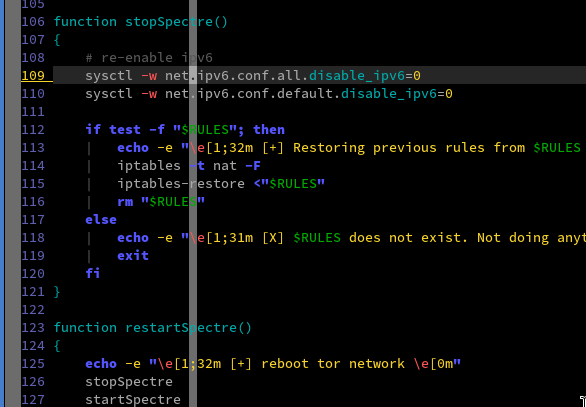 105
106 function stopSpectre()
107 {
108     # re-enable ipv6
109     sysctl -w net.ipv6.conf.all.disable_ipv6=0
110     sysctl -w net.ipv6.conf.default.disable_ipv6=0
111
112     if test -f "$RULES"; then
113     |   echo -e "\e[1;32m [+] Restoring previous rules from $RULES
114     |   iptables -t nat -F
115     |   iptables-restore <"$RULES"
116     |   rm "$RULES"
117     else
118     |   echo -e "\e[1;31m [X] $RULES does not exist. Not doing anyt
119     |   exit
120     fi
121 }
122
123 function restartSpectre()
124 {
125     echo -e "\e[1;32m [+] reboot tor network \e[0m"
126     stopSpectre
127     startSpectre